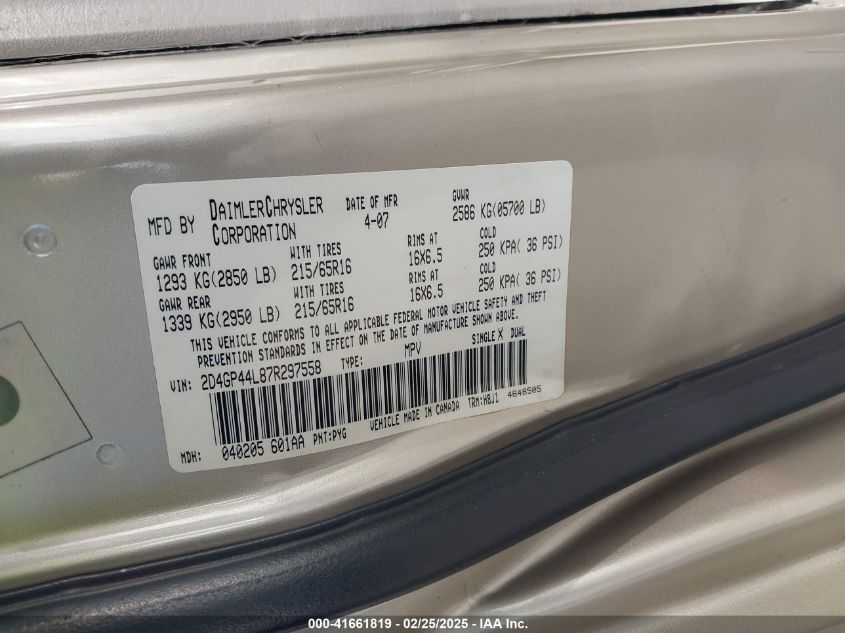 MFD BY DAIMLERCHRYSLER CORPORATION DATE OF MFR 4-07 GVWR 2586 KG(05700 LB)
GAWR FRONT WITH TIRES RIMS AT COLD
1293 KG(2850 LB) 215/65R16 16X6.5 250 KPA( 36 PSI)
GAWR REAR WITH TIRES RIMS AT COLD
1339 KG(2950 LB) 215/65R16 16X6.5 250 KPA( 36 PSI)
THIS VEHICLE CONFORMS TO ALL APPLICABLE FEDERAL MOTOR VEHICLE SAFETY AND THEFT
PREVENTION STANDARDS IN EFFECT ON THE DATE OF MANUFACTURE SHOWN ABOVE.
VIN: 2D4GP44L87R297558 TYPE: MPV SINGLE X DUAL
VEHICLE MADE IN CANADA TRM:H8J1 4648505
MDH: 040205 601AA PNT:PYG
000-41661819 - 02/25/2025 - IAA Inc.